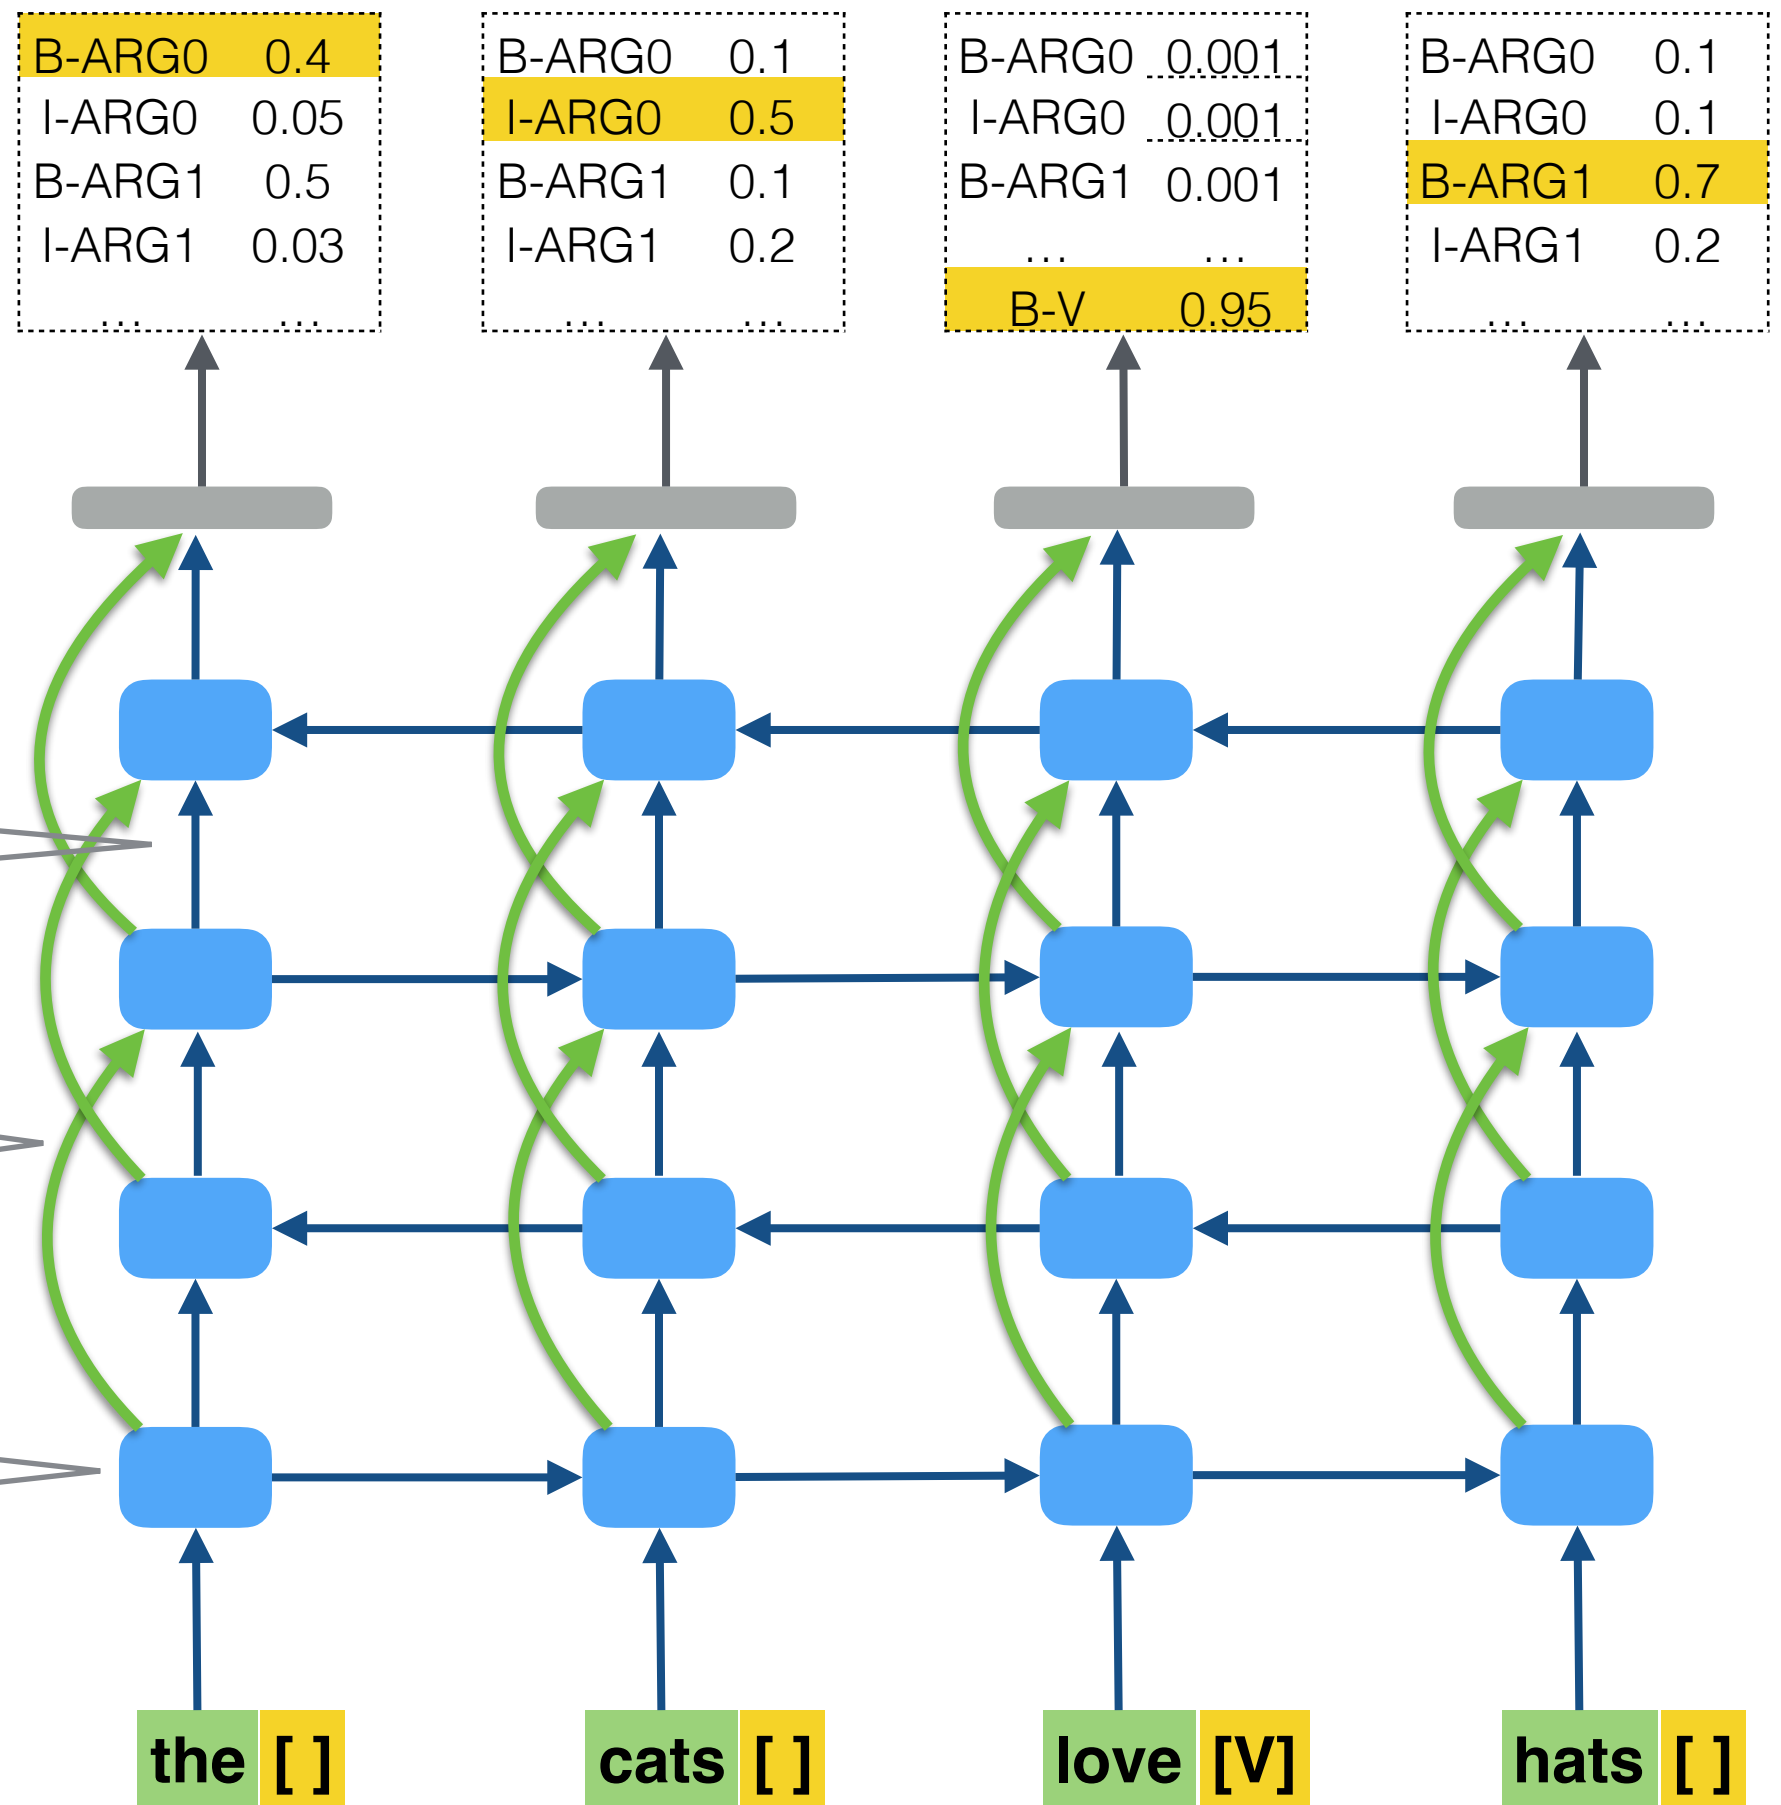 B-ARG0 0.4
I-ARG0 0.05
B-ARG1 0.5
I-ARG1 0.03
... ...
B-ARG0 0.1
I-ARG0 0.5
B-ARG1 0.1
I-ARG1 0.2
... ...
B-ARG0 0.001
I-ARG0 0.001
B-ARG1 0.001
... ...
B-V 0.95
B-ARG0 0.1
I-ARG0 0.1
B-ARG1 0.7
I-ARG1 0.2
... ...
the [ ] cats [ ] love [V] hats [ ]